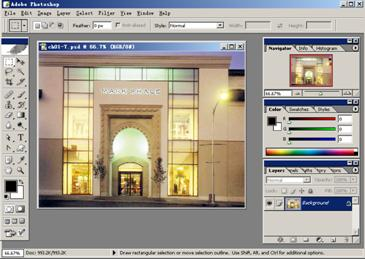 Adobe Photoshop
File Edit Image Layer Select Filter View Window Help
Feather: 0 px Anti-aliased Style: Normal Width: Height:
ch01-7.psd @ 66.7% (RGB/8#)
Navigator Info Histogram
66.67%
Color Swatches Styles
R 0
G 0
B 0
Layers
Normal Opacity:
Lock: Fill: 100%
Background
66.67% Doc: 993.2K/993.2K Draw rectangular selection or move selection outline. Use Shift, Alt, and Ctrl for additional options.